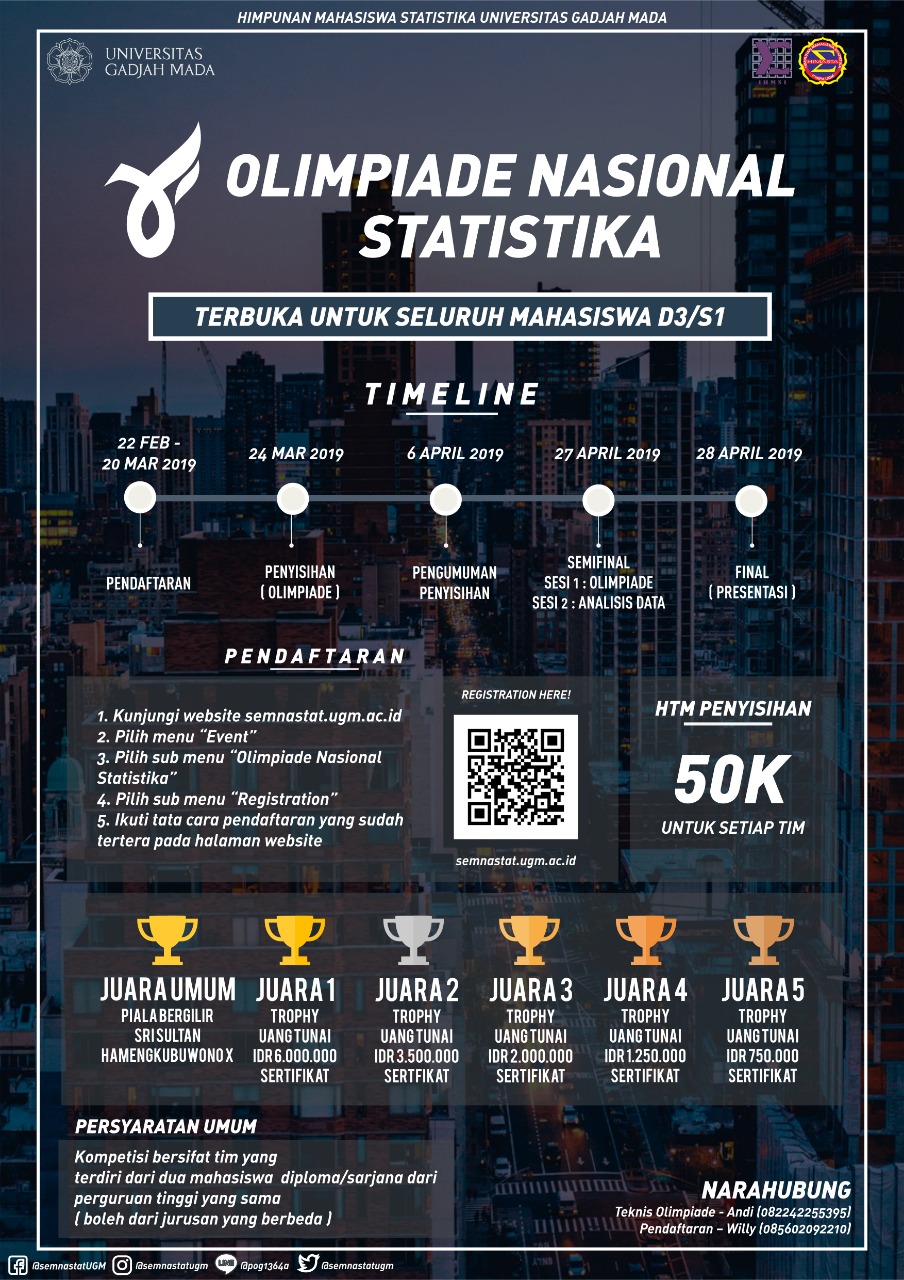 HIMPUNAN MAHASISWA STATISTIKA UNIVERSITAS GADJAH MADA
UNIVERSITAS
GADJAH MADA
IHMSI
HIMASTA
OLIMPIADE NASIONAL
STATISTIKA
TERBUKA UNTUK SELURUH MAHASISWA D3/S1
TIMELINE
22 FEB -
20 MAR 2019
PENDAFTARAN
24 MAR 2019
PENYISIHAN
( OLIMPIADE )
6 APRIL 2019
PENGUMUMAN
PENYISIHAN
27 APRIL 2019
SEMIFINAL
SESI 1 : OLIMPIADE
SESI 2 : ANALISIS DATA
28 APRIL 2019
FINAL
( PRESENTASI )
PENDAFTARAN
1. Kunjungi website semnastat.ugm.ac.id
2. Pilih menu “Event”
3. Pilih sub menu “Olimpiade Nasional
Statistika”
4. Pilih sub menu “Registration”
5. Ikuti tata cara pendaftaran yang sudah
tertera pada halaman website
REGISTRATION HERE!
semnastat.ugm.ac.id
HTM PENYISIHAN
50K
UNTUK SETIAP TIM
JUARA UMUM
PIALA BERGILIR
SRI SULTAN
HAMENGKUBUWONO X
JUARA 1
TROPHY
UANG TUNAI
IDR 6.000.000
SERTIFIKAT
JUARA 2
TROPHY
UANG TUNAI
IDR 3.500.000
SERTFIKAT
JUARA 3
TROPHY
UANG TUNAI
IDR 2.000.000
SERTIFIKAT
JUARA 4
TROPHY
UANG TUNAI
IDR 1.250.000
SERTIFIKAT
JUARA 5
TROPHY
UANG TUNAI
IDR 750.000
SERTIFIKAT
PERSYARATAN UMUM
Kompetisi bersifat tim yang
terdiri dari dua mahasiswa diploma/sarjana dari
perguruan tinggi yang sama
( boleh dari jurusan yang berbeda )
NARAHUBUNG
Teknis Olimpiade - Andi (082242255395)
Pendaftaran – Willy (085602092210)
@semnastatUGM
@semnastatugm
LINE
@pog1364a
@semnastatugm